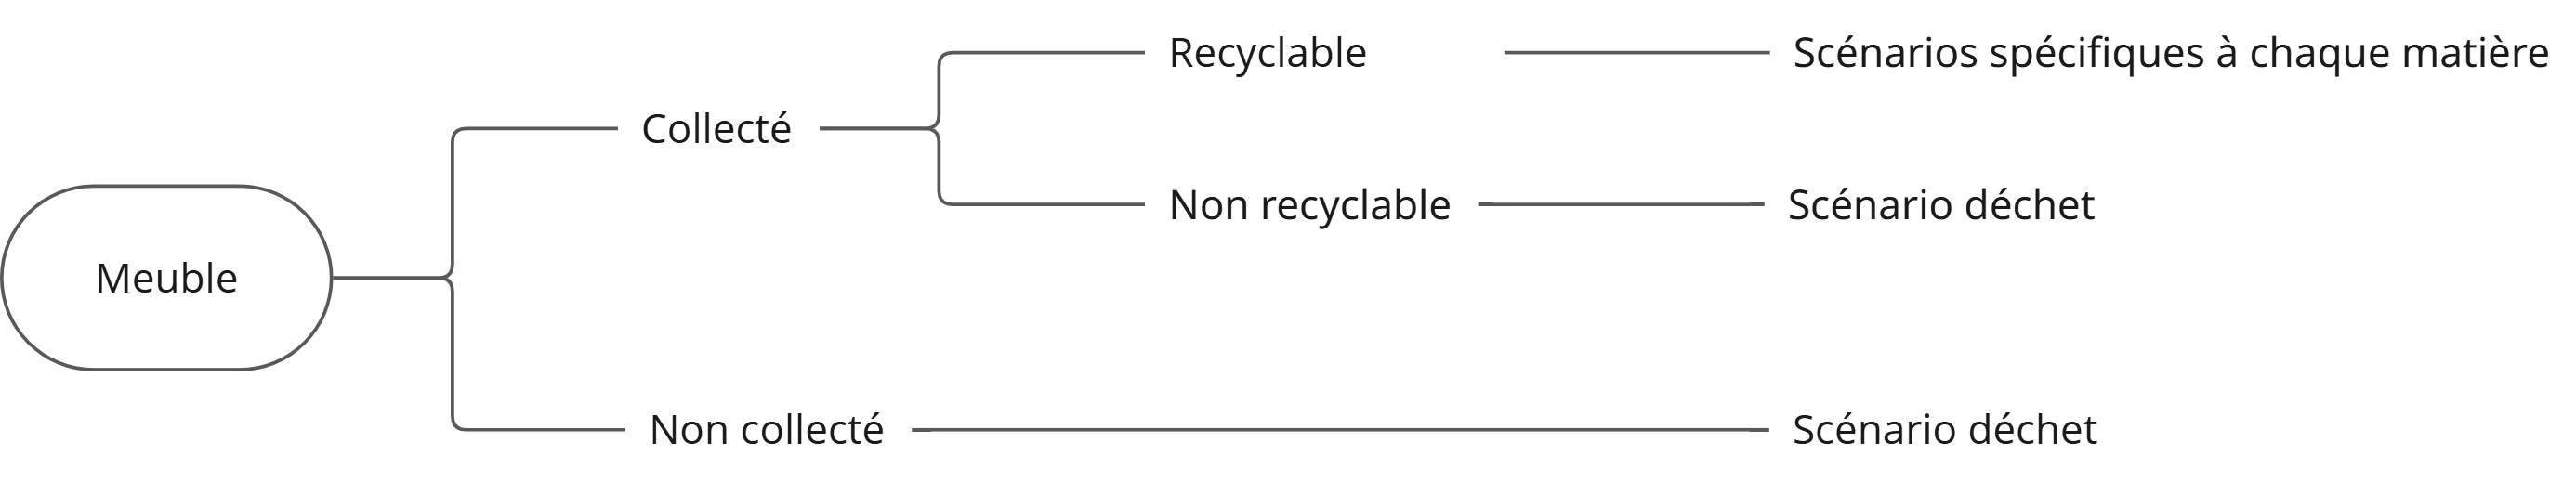 Recyclable
Scénarios spécifiques à chaque matière
Collecté
Non recyclable
Scénario déchet
Meuble
Non collecté
Scénario déchet